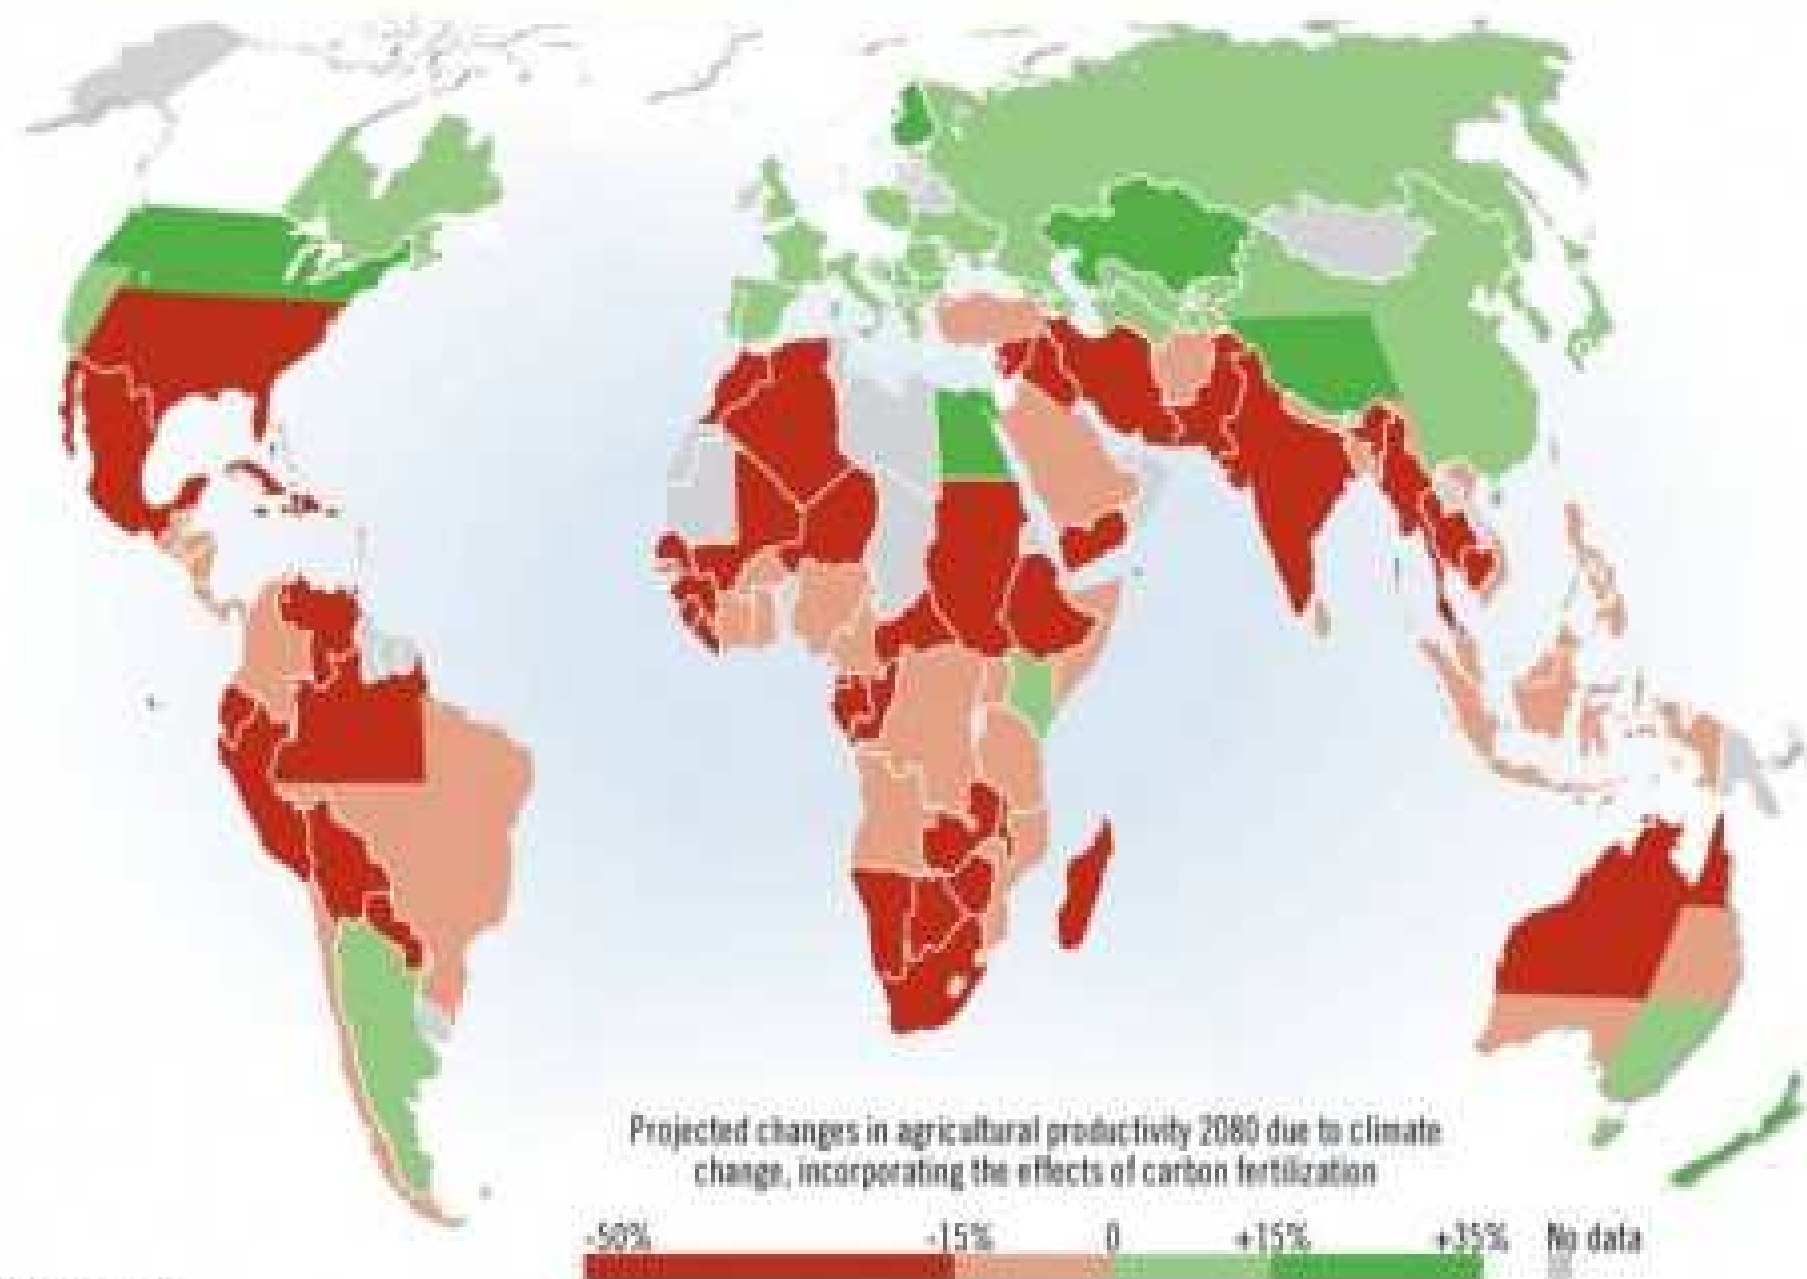 Projected changes in agricultural productivity 2080 due to climate
change, incorporating the effects of carbon fertilization
-50% -15% 0 +15% +35% No data